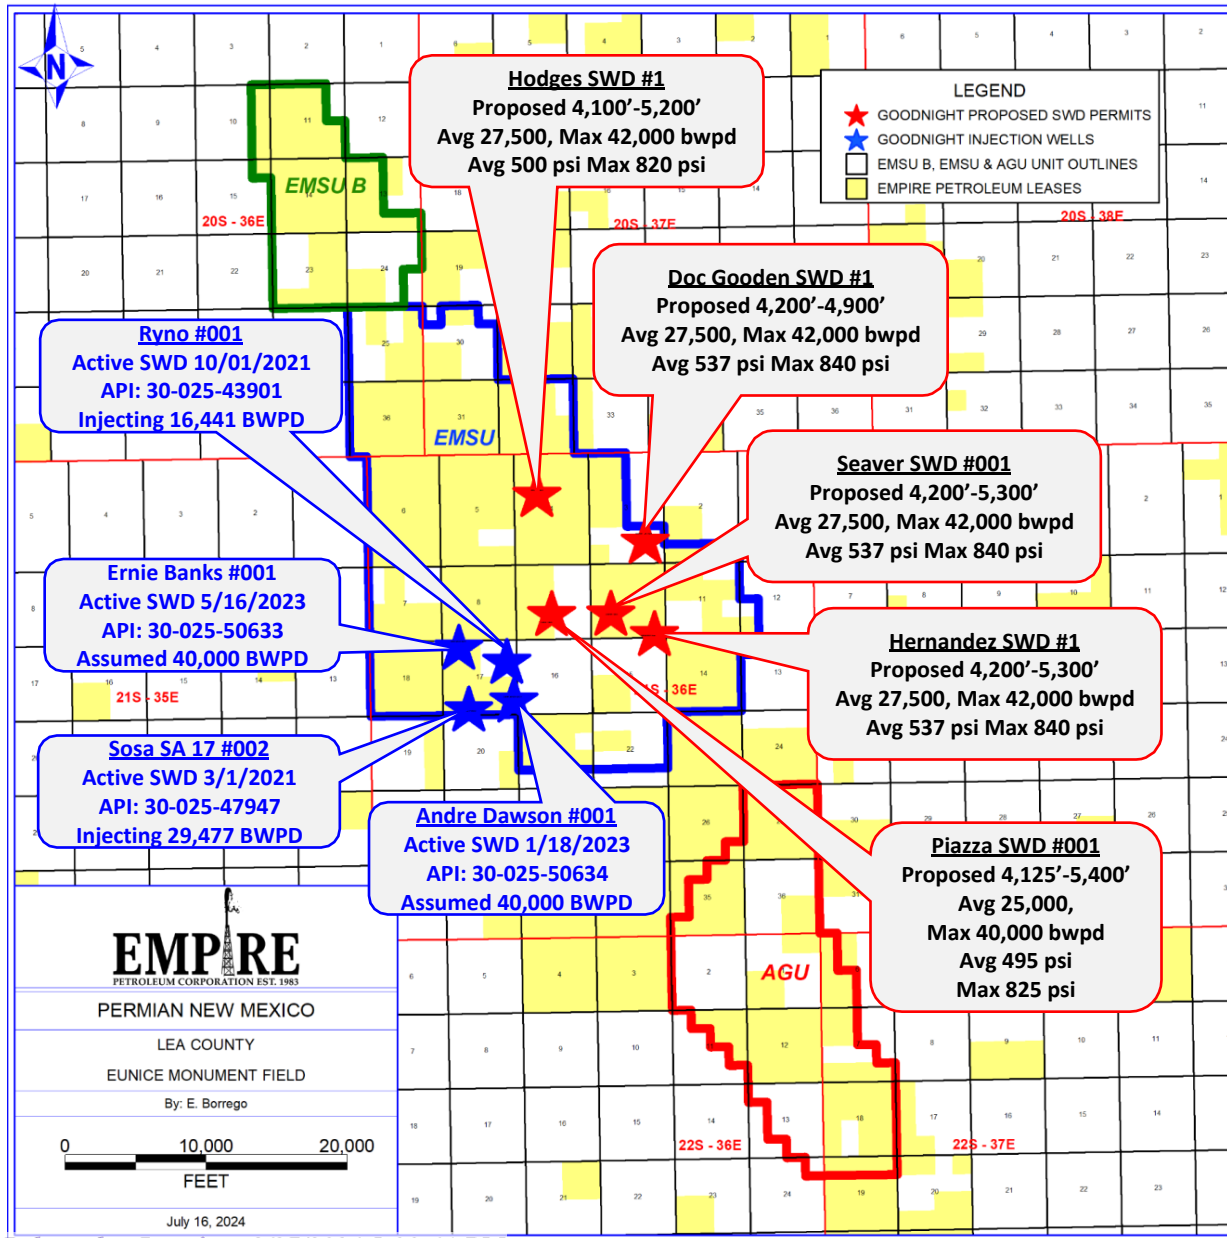 N
Hodges SWD #1
Proposed 4,100'-5,200'
Avg 27,500, Max 42,000 bwpd
Avg 500 psi Max 820 psi
LEGEND
GOODNIGHT PROPOSED SWD PERMITS
GOODNIGHT INJECTION WELLS
EMSU B, EMSU & AGU UNIT OUTLINES
EMPIRE PETROLEUM LEASES
EMSU B
20S - 36E
20S - 37E
20S - 38E
Doc Gooden SWD #1
Proposed 4,200'-4,900'
Avg 27,500, Max 42,000 bwpd
Avg 537 psi Max 840 psi
Ryno #001
Active SWD 10/01/2021
API: 30-025-43901
Injecting 16,441 BWPD
EMSU
Seaver SWD #001
Proposed 4,200'-5,300'
Avg 27,500, Max 42,000 bwpd
Avg 537 psi Max 840 psi
Ernie Banks #001
Active SWD 5/16/2023
API: 30-025-50633
Assumed 40,000 BWPD
21S - 35E
1S - 36E
Hernandez SWD #1
Proposed 4,200'-5,300'
Avg 27,500, Max 42,000 bwpd
Avg 537 psi Max 840 psi
Sosa SA 17 #002
Active SWD 3/1/2021
API: 30-025-47947
Injecting 29,477 BWPD
Andre Dawson #001
Active SWD 1/18/2023
API: 30-025-50634
Assumed 40,000 BWPD
Piazza SWD #001
Proposed 4,125'-5,400'
Avg 25,000,
Max 40,000 bwpd
Avg 495 psi
Max 825 psi
AGU
22S - 36E
22S - 37E
EMPIRE
PETROLEUM CORPORATION EST. 1983
PERMIAN NEW MEXICO
LEA COUNTY
EUNICE MONUMENT FIELD
By: E. Borrego
0 10,000 20,000
FEET
July 16, 2024